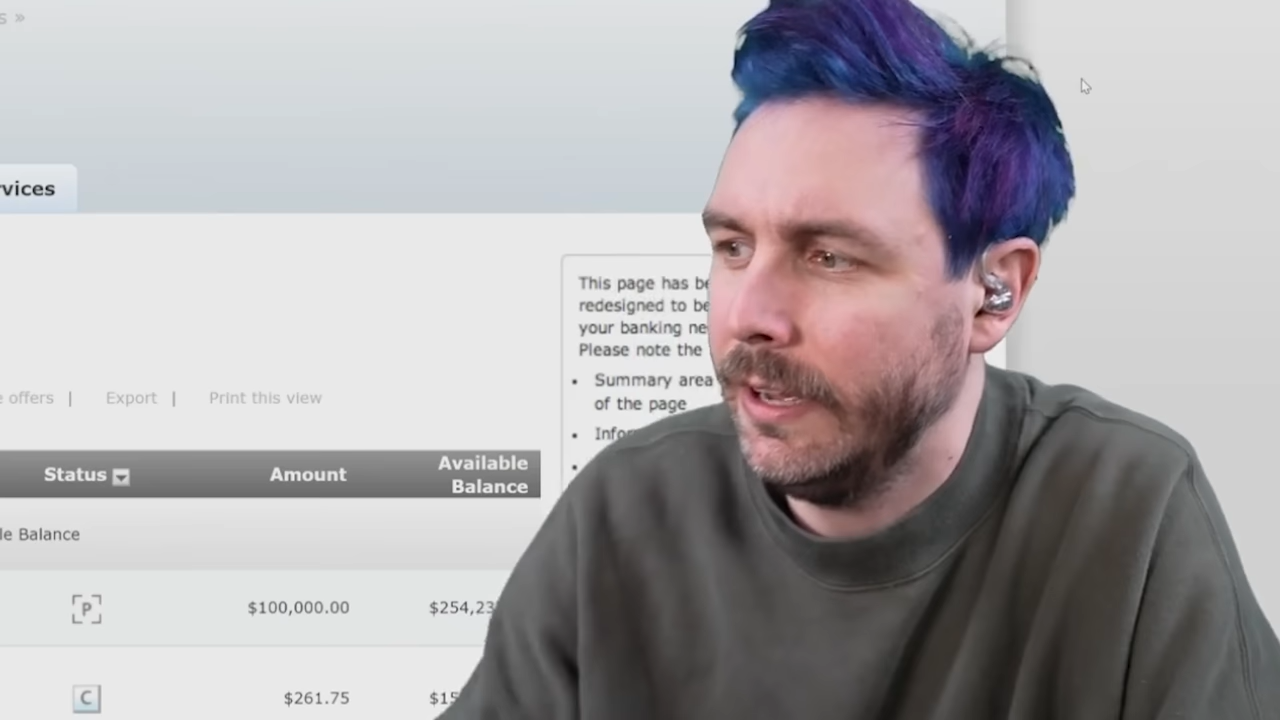 s »
rvices
This page has be
redesigned to be
your banking ne
Please note the
• Summary area
of the page
• Infor
e offers | Export | Print this view
Status Amount Available
Balance
le Balance
P $100,000.00 $254,23
C $261.75 $15